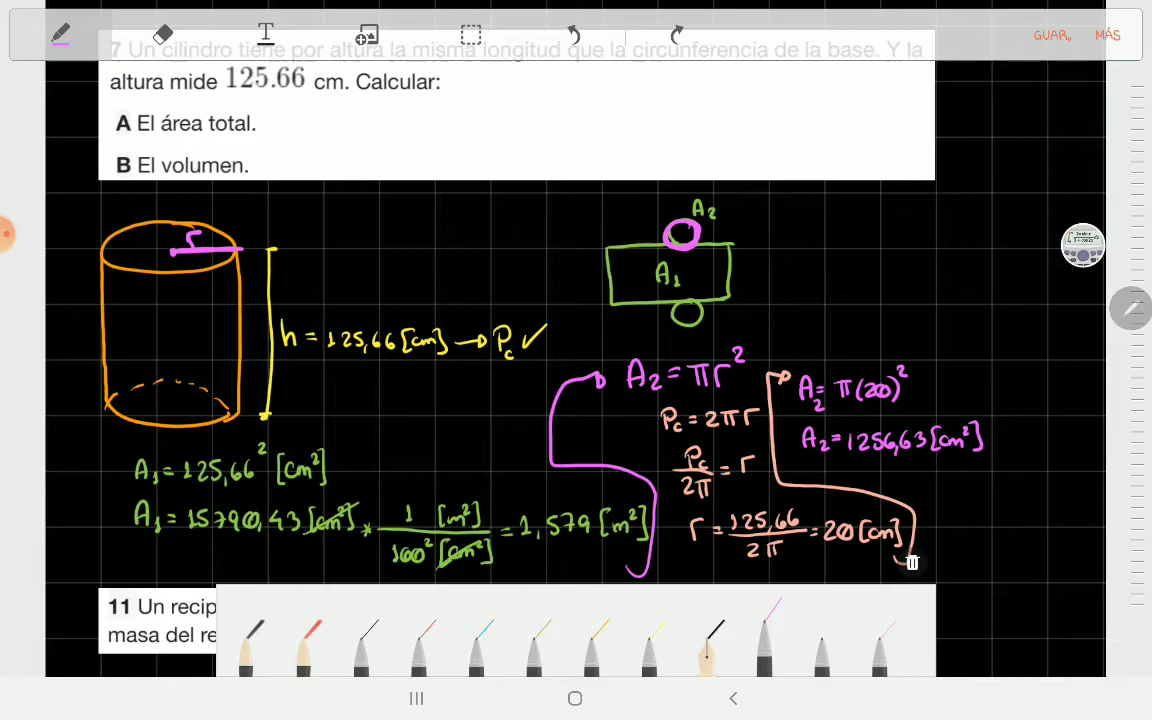 GUAR. MÁS
7 Un cilindro tiene por altura la misma longitud que la circunferencia de la base. Y la
altura mide 125.66 cm. Calcular:
A El área total.
B El volumen.
r
h = 125,66 [cm] → Pc ✓
A₂
A₁
A₁ = 125,66² [cm²]
A₁ = 15790,43 [cm²] * 1 [m²] / 100² [cm²] = 1,579 [m²]
A₂ = πr²
Pc = 2πr
Pc / 2π = r
r = 125,66 / 2π = 20 [cm]
A₂ = π(20)²
A₂ = 1256,63 [cm²]
11 Un recip
masa del re